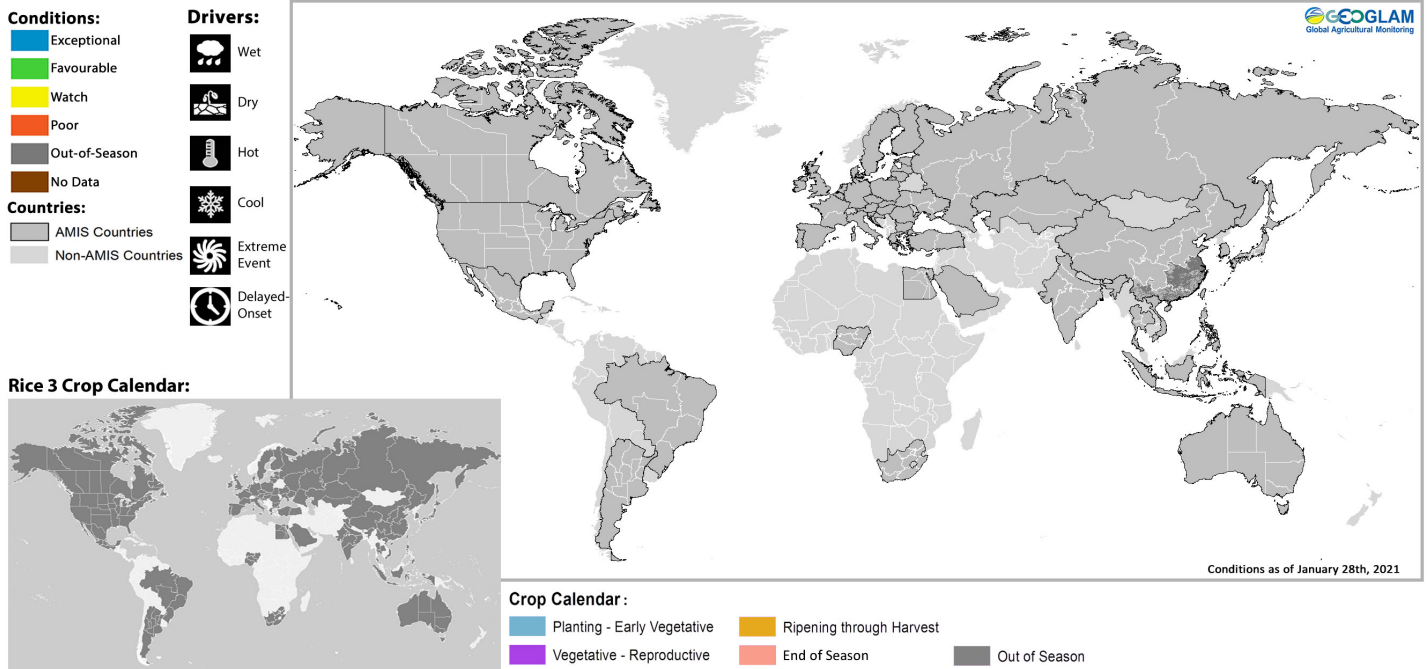 Conditions:
Exceptional
Favourable
Watch
Poor
Out-of-Season
No Data
Countries:
AMIS Countries
Non-AMIS Countries
Drivers:
Wet
Dry
Hot
Cool
Extreme
Event
Delayed-
Onset
GEOGLAM
Global Agricultural Monitoring
Rice 3 Crop Calendar:
Conditions as of January 28th, 2021
Crop Calendar :
Planting - Early Vegetative
Ripening through Harvest
Vegetative - Reproductive
End of Season
Out of Season